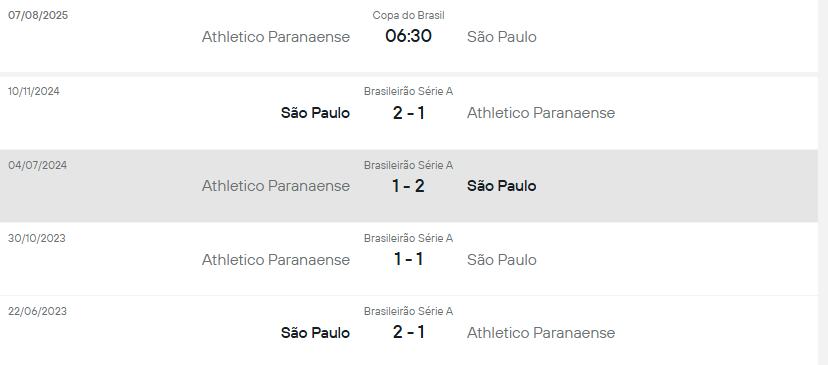 07/08/2025
Copa do Brasil
Athletico Paranaense 06:30 São Paulo
10/11/2024
Brasileirão Série A
São Paulo 2 - 1 Athletico Paranaense
04/07/2024
Brasileirão Série A
Athletico Paranaense 1 - 2 São Paulo
30/10/2023
Brasileirão Série A
Athletico Paranaense 1 - 1 São Paulo
22/06/2023
Brasileirão Série A
São Paulo 2 - 1 Athletico Paranaense